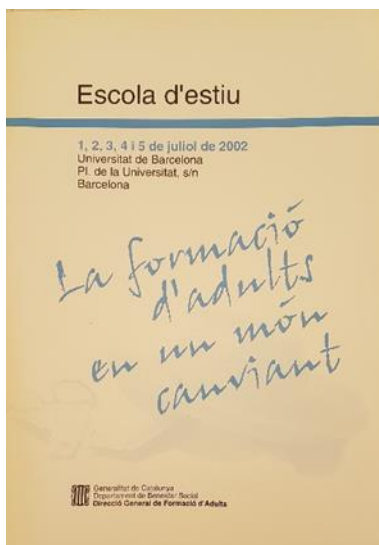 Escola d'estiu
1, 2, 3, 4 i 5 de juliol de 2002
Universitat de Barcelona
Pl. de la Universitat, s/n
Barcelona
La formació
d'adults
en un món
canviant
Generalitat de Catalunya
Departament de Benestar Social
Direcció General de Formació d'Adults